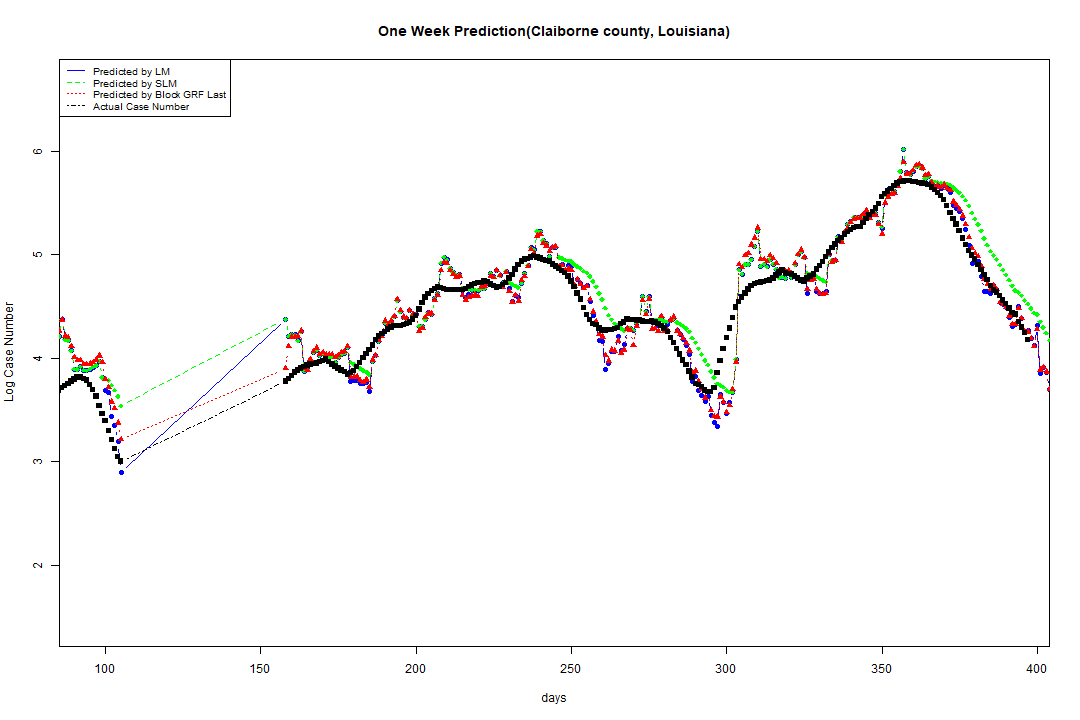 One Week Prediction(Claiborne county, Louisiana)
Predicted by LM
Predicted by SLM
Predicted by Block GRF Last
Actual Case Number
Log Case Number
6
5
4
3
2
100 150 200 250 300 350 400
days